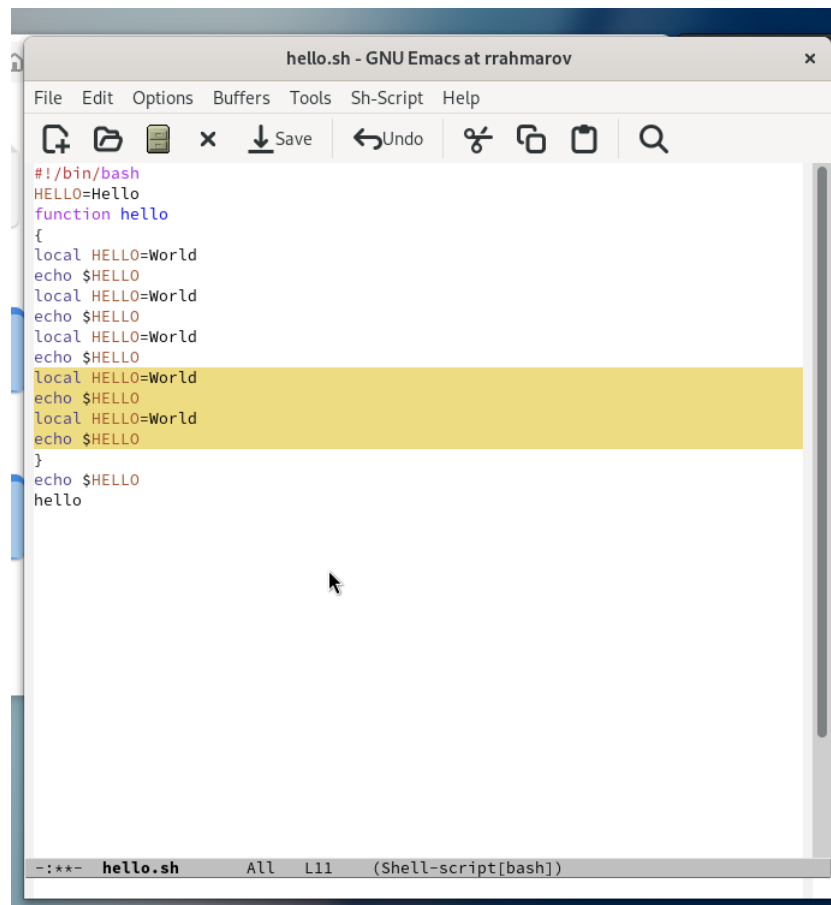 hello.sh - GNU Emacs at rrahmarov
File Edit Options Buffers Tools Sh-Script Help
Save Undo
#!/bin/bash
HELLO=Hello
function hello
{
local HELLO=World
echo $HELLO
local HELLO=World
echo $HELLO
local HELLO=World
echo $HELLO
local HELLO=World
echo $HELLO
local HELLO=World
echo $HELLO
}
echo $HELLO
hello
-:**- hello.sh All L11 (Shell-script[bash])